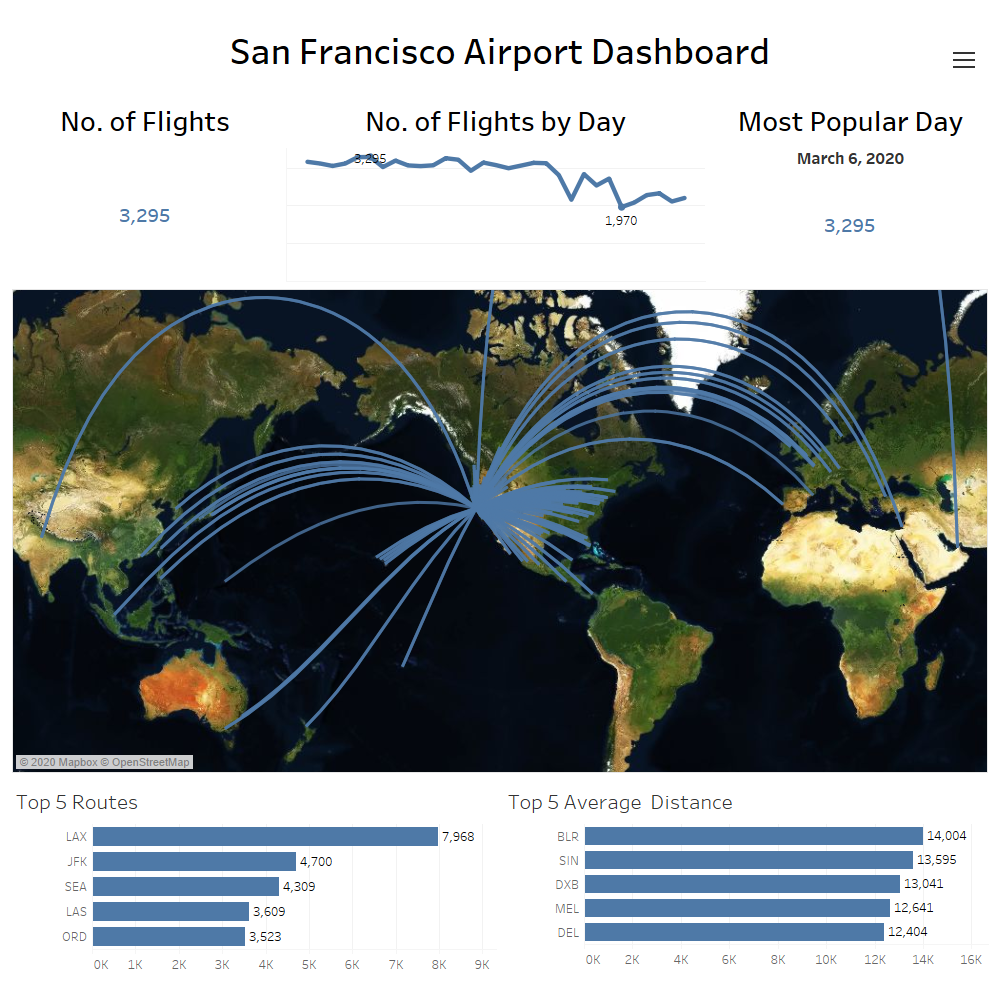 San Francisco Airport Dashboard
No. of Flights
No. of Flights by Day
Most Popular Day
March 6, 2020
3,295
3,295
1,970
3,295
© 2020 Mapbox © OpenStreetMap
Top 5 Routes
LAX 7,968
JFK 4,700
SEA 4,309
LAS 3,609
ORD 3,523
0K 1K 2K 3K 4K 5K 6K 7K 8K 9K
Top 5 Average Distance
BLR 14,004
SIN 13,595
DXB 13,041
MEL 12,641
DEL 12,404
0K 2K 4K 6K 8K 10K 12K 14K 16K